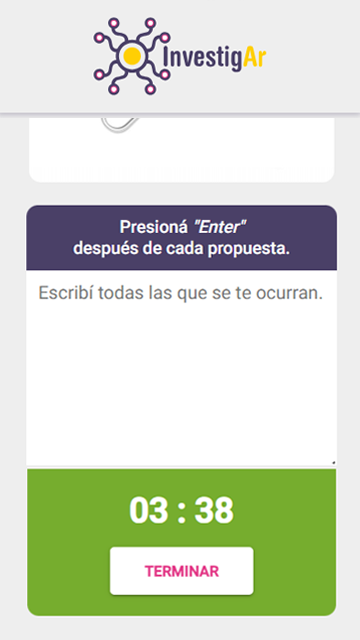 InvestigAr
Presioná "Enter"
después de cada propuesta.
Escribí todas las que se te ocurran.
03 : 38
TERMINAR